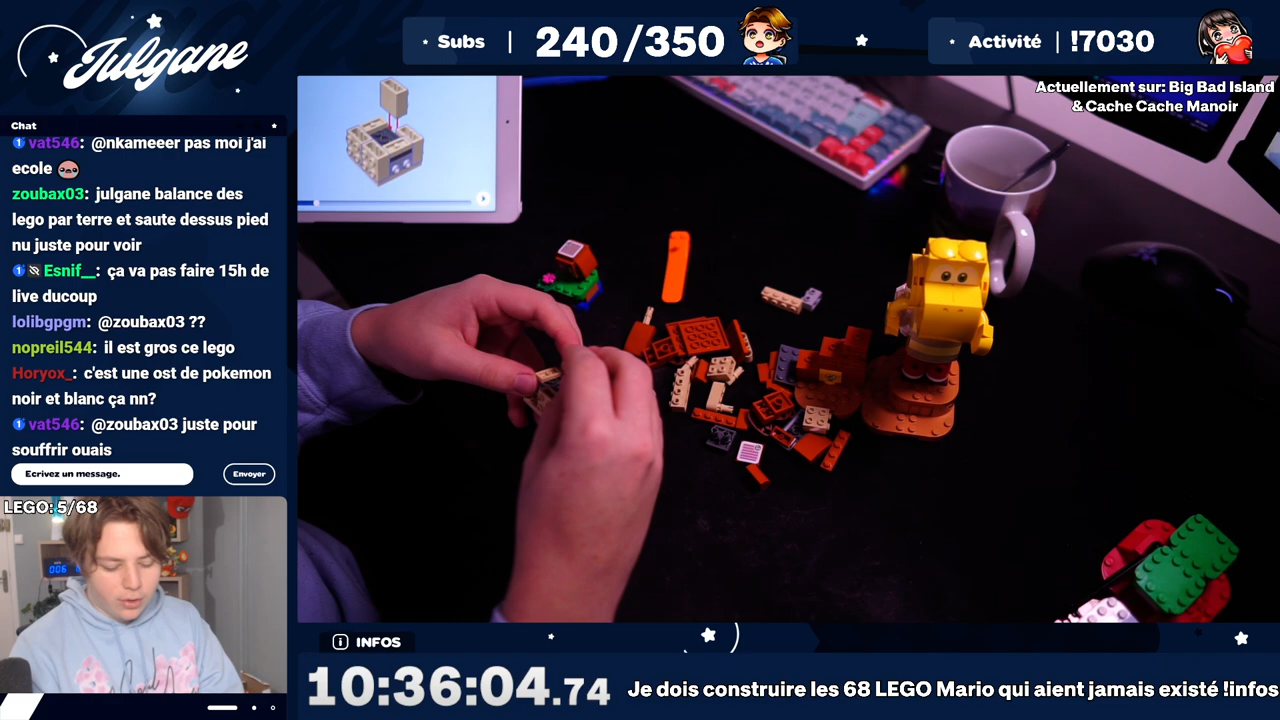 Julgane
Subs | 240/350
Activité | !7030
Actuellement sur: Big Bad Island
& Cache Cache Manoir
Chat
1 vat546: @nkameeer pas moi j'ai
ecole
zoubax03: julgane balance des
lego par terre et saute dessus pied
nu juste pour voir
1 Esnif__: ça va pas faire 15h de
live ducoup
lolibgpgm: @zoubax03 ??
nopreil544: il est gros ce lego
Horyox_: c'est une ost de pokemon
noir et blanc ça nn?
1 vat546: @zoubax03 juste pour
souffrir ouais
Ecrivez un message.
Envoyer
LEGO: 5/68
006
i INFOS
10:36:04.74
Je dois construire les 68 LEGO Mario qui aient jamais existé !infos